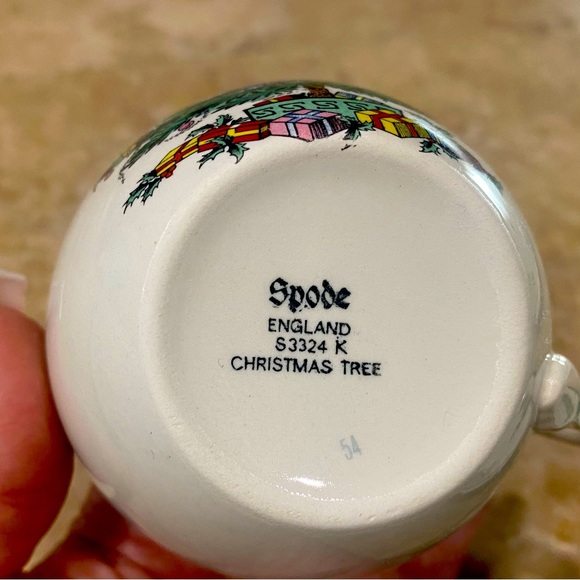 Spode
ENGLAND
S3324 K
CHRISTMAS TREE
54